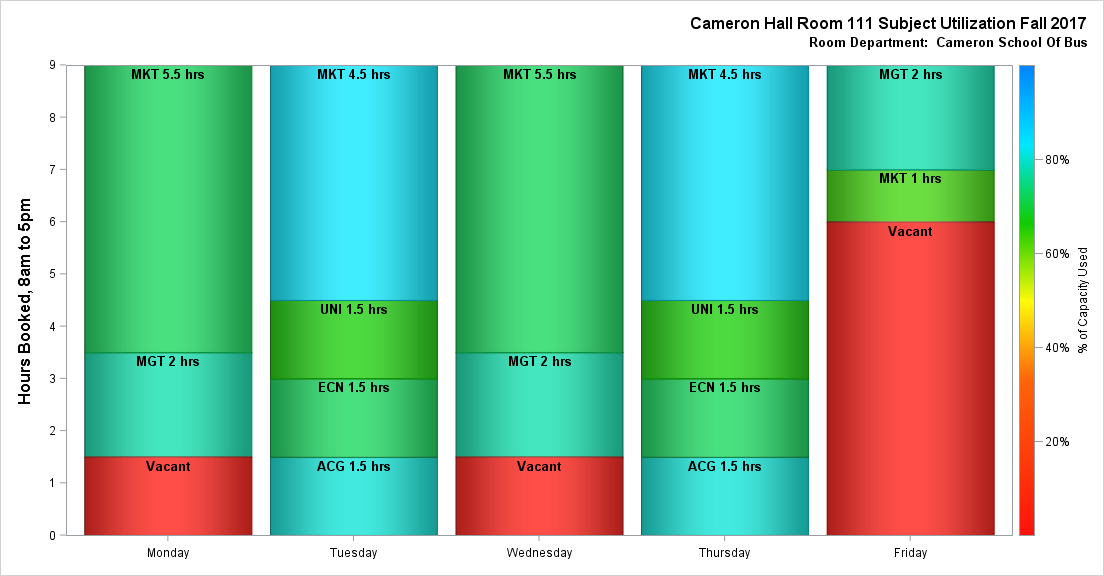 Cameron Hall Room 111 Subject Utilization Fall 2017
Room Department:  Cameron School Of Bus
Hours Booked, 8am to 5pm
9
8
7
6
5
4
3
2
1
0
MKT 5.5 hrs
MGT 2 hrs
Vacant
MKT 4.5 hrs
UNI 1.5 hrs
ECN 1.5 hrs
ACG 1.5 hrs
MKT 5.5 hrs
MGT 2 hrs
Vacant
MKT 4.5 hrs
UNI 1.5 hrs
ECN 1.5 hrs
ACG 1.5 hrs
MGT 2 hrs
MKT 1 hrs
Vacant
Monday
Tuesday
Wednesday
Thursday
Friday
80%
60%
40%
20%
% of Capacity Used